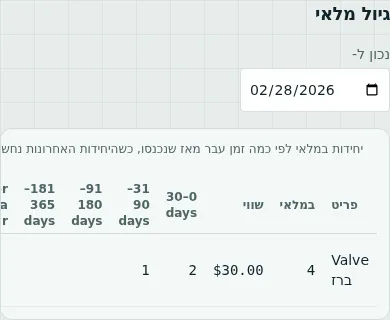 גיול מלאי
נכון ל-
02/28/2026
יחידות במלאי לפי כמה זמן עבר מאז שנכנסו, כשהיחידות האחרונות
פריט במלאי שווי 0–30 days 31– 90 days 91– 180 days 181– 365 days
Valve ברז 4 $30.00 2 1